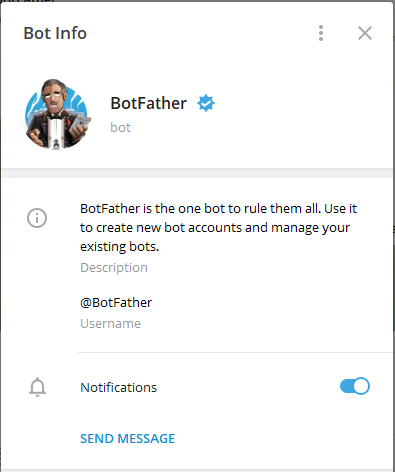 Bot Info
BotFather
bot
BotFather is the one bot to rule them all. Use it
to create new bot accounts and manage your
existing bots.
Description
@BotFather
Username
Notifications
SEND MESSAGE